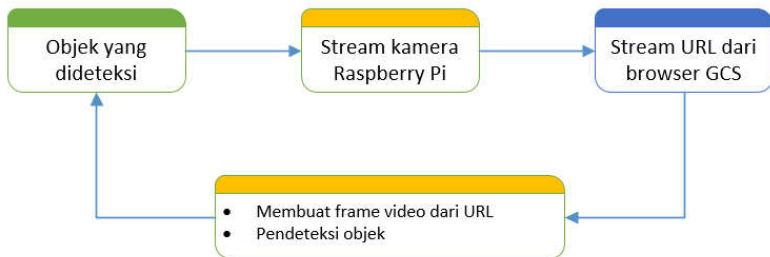 Objek yang
dideteksi
Stream kamera
Raspberry Pi
Stream URL dari
browser GCS
• Membuat frame video dari URL
• Pendeteksi objek